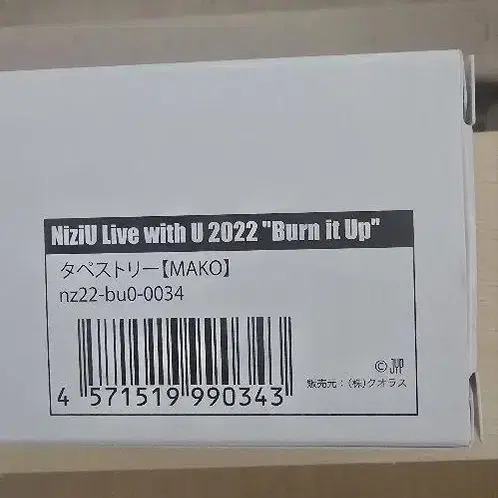 NiziU Live with U 2022 "Burn it Up"
タペストリー【MAKO】
nz22-bu0-0034
4 571519 990343
© JYP
販売元：(株)クオラス